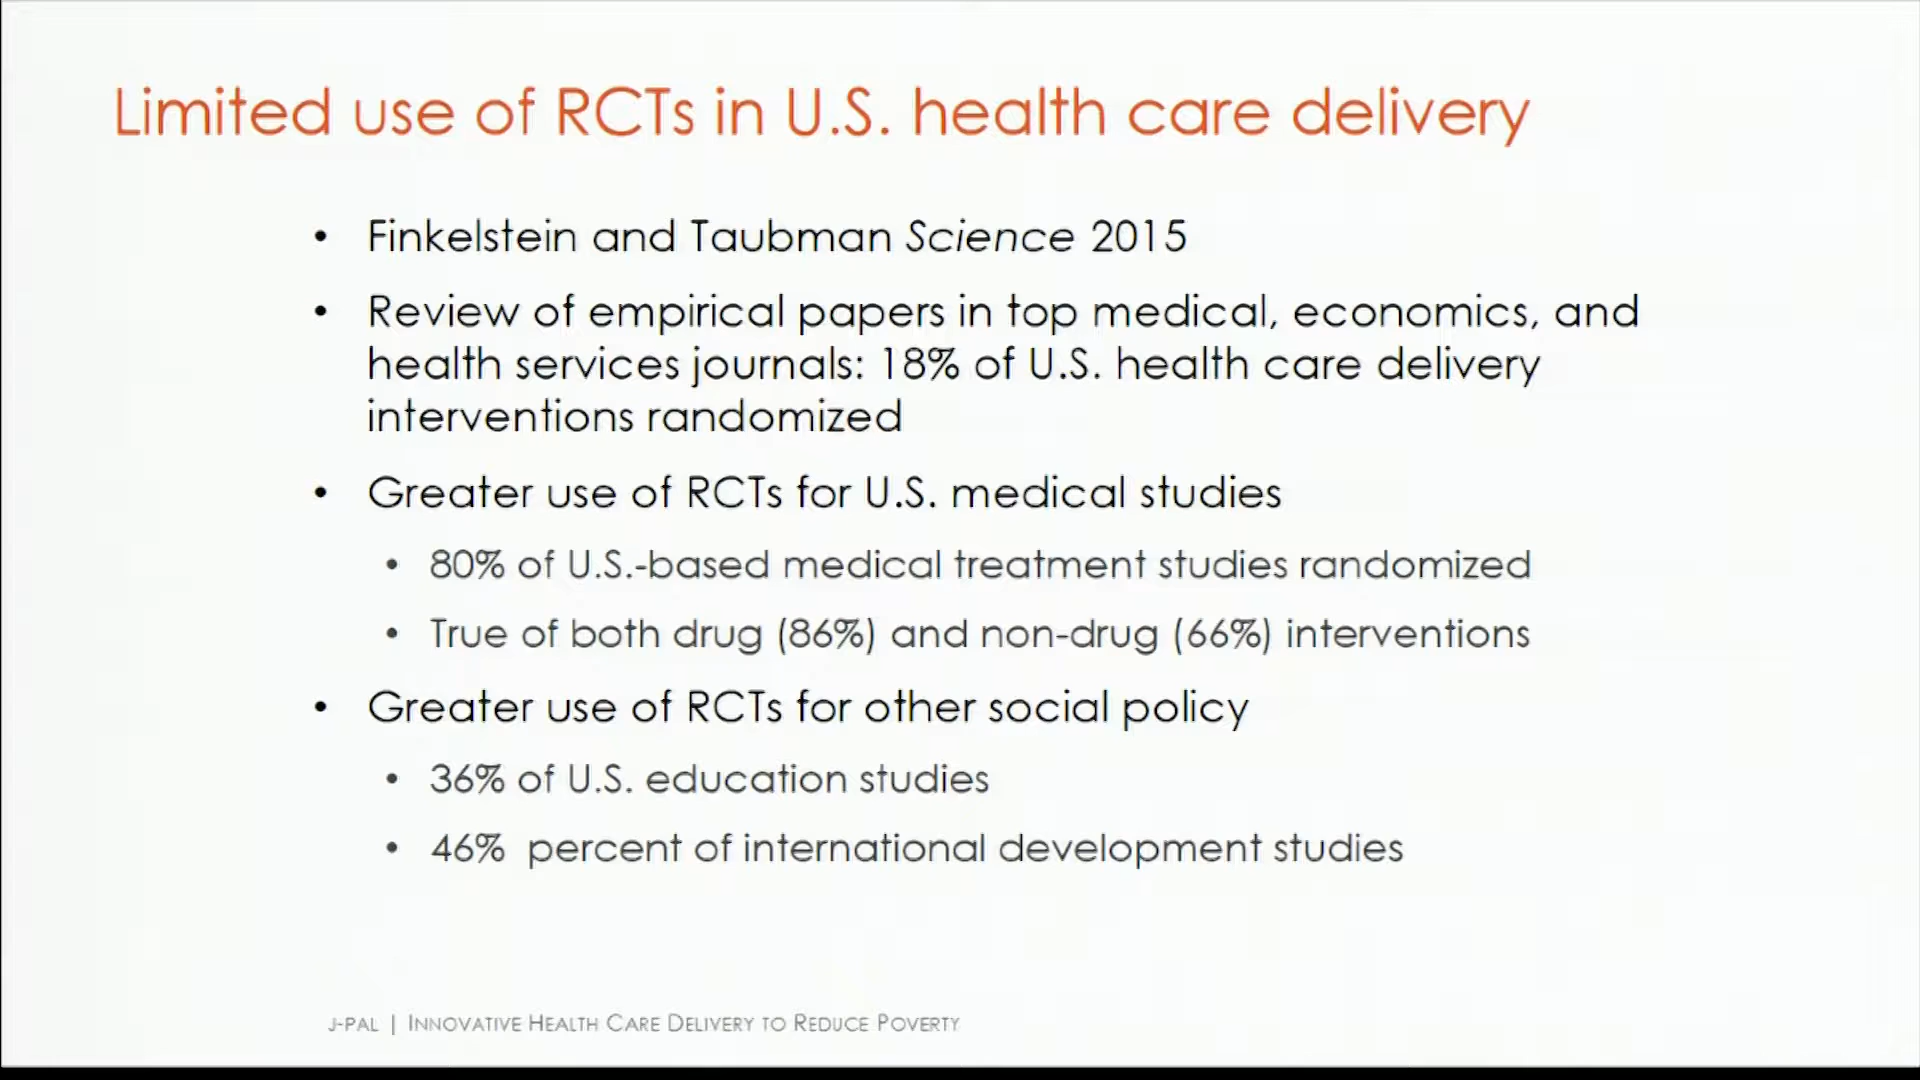 Limited use of RCTs in U.S. health care delivery
• Finkelstein and Taubman Science 2015
• Review of empirical papers in top medical, economics, and
health services journals: 18% of U.S. health care delivery
interventions randomized
• Greater use of RCTs for U.S. medical studies
• 80% of U.S.-based medical treatment studies randomized
• True of both drug (86%) and non-drug (66%) interventions
• Greater use of RCTs for other social policy
• 36% of U.S. education studies
• 46% percent of international development studies
J-PAL | INNOVATIVE HEALTH CARE DELIVERY TO REDUCE POVERTY